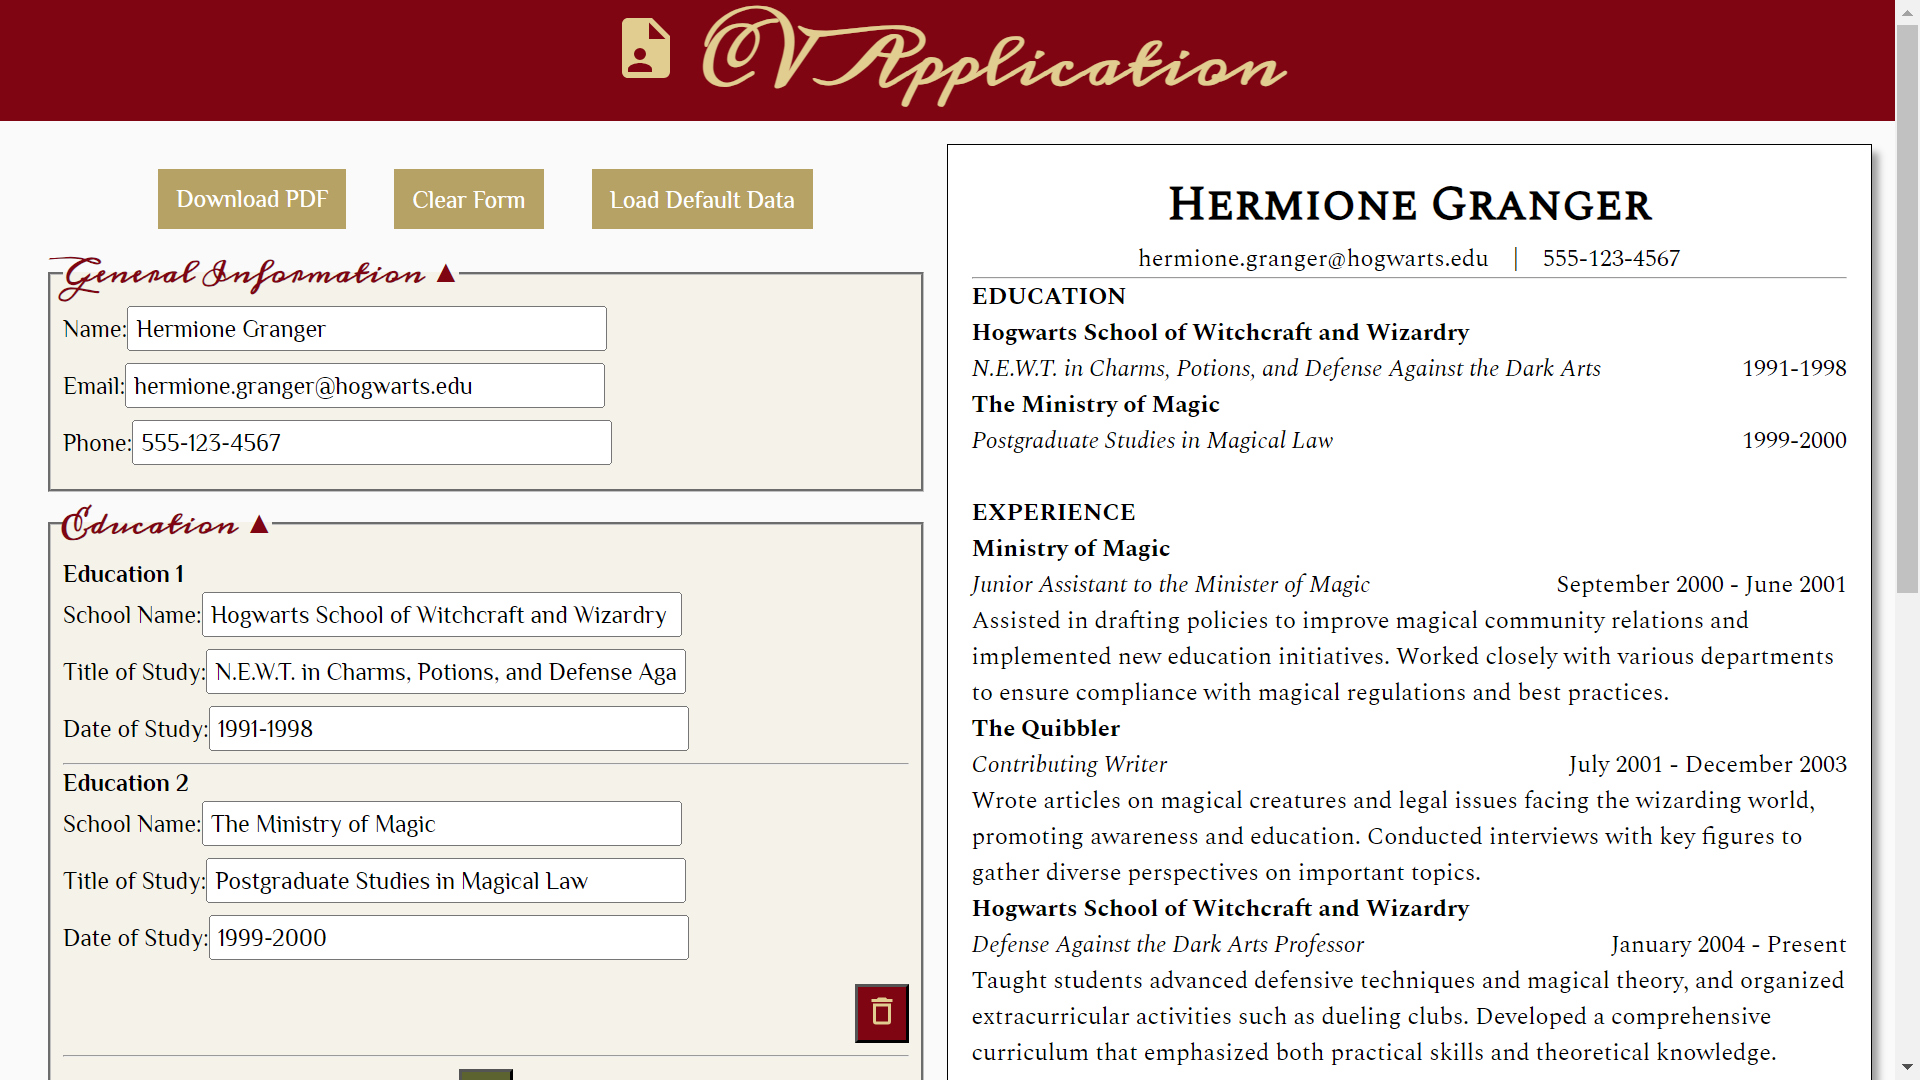 CV Application
Download PDF
Clear Form
Load Default Data
General Information ▲
Name: Hermione Granger
Email: hermione.granger@hogwarts.edu
Phone: 555-123-4567
Education ▲
Education 1
School Name: Hogwarts School of Witchcraft and Wizardry
Title of Study: N.E.W.T. in Charms, Potions, and Defense Aga
Date of Study: 1991-1998
Education 2
School Name: The Ministry of Magic
Title of Study: Postgraduate Studies in Magical Law
Date of Study: 1999-2000
Hermione Granger
hermione.granger@hogwarts.edu | 555-123-4567
EDUCATION
Hogwarts School of Witchcraft and Wizardry
N.E.W.T. in Charms, Potions, and Defense Against the Dark Arts 1991-1998
The Ministry of Magic
Postgraduate Studies in Magical Law 1999-2000
EXPERIENCE
Ministry of Magic
Junior Assistant to the Minister of Magic September 2000 - June 2001
Assisted in drafting policies to improve magical community relations and
implemented new education initiatives. Worked closely with various departments
to ensure compliance with magical regulations and best practices.
The Quibbler
Contributing Writer July 2001 - December 2003
Wrote articles on magical creatures and legal issues facing the wizarding world,
promoting awareness and education. Conducted interviews with key figures to
gather diverse perspectives on important topics.
Hogwarts School of Witchcraft and Wizardry
Defense Against the Dark Arts Professor January 2004 - Present
Taught students advanced defensive techniques and magical theory, and organized
extracurricular activities such as dueling clubs. Developed a comprehensive
curriculum that emphasized both practical skills and theoretical knowledge.